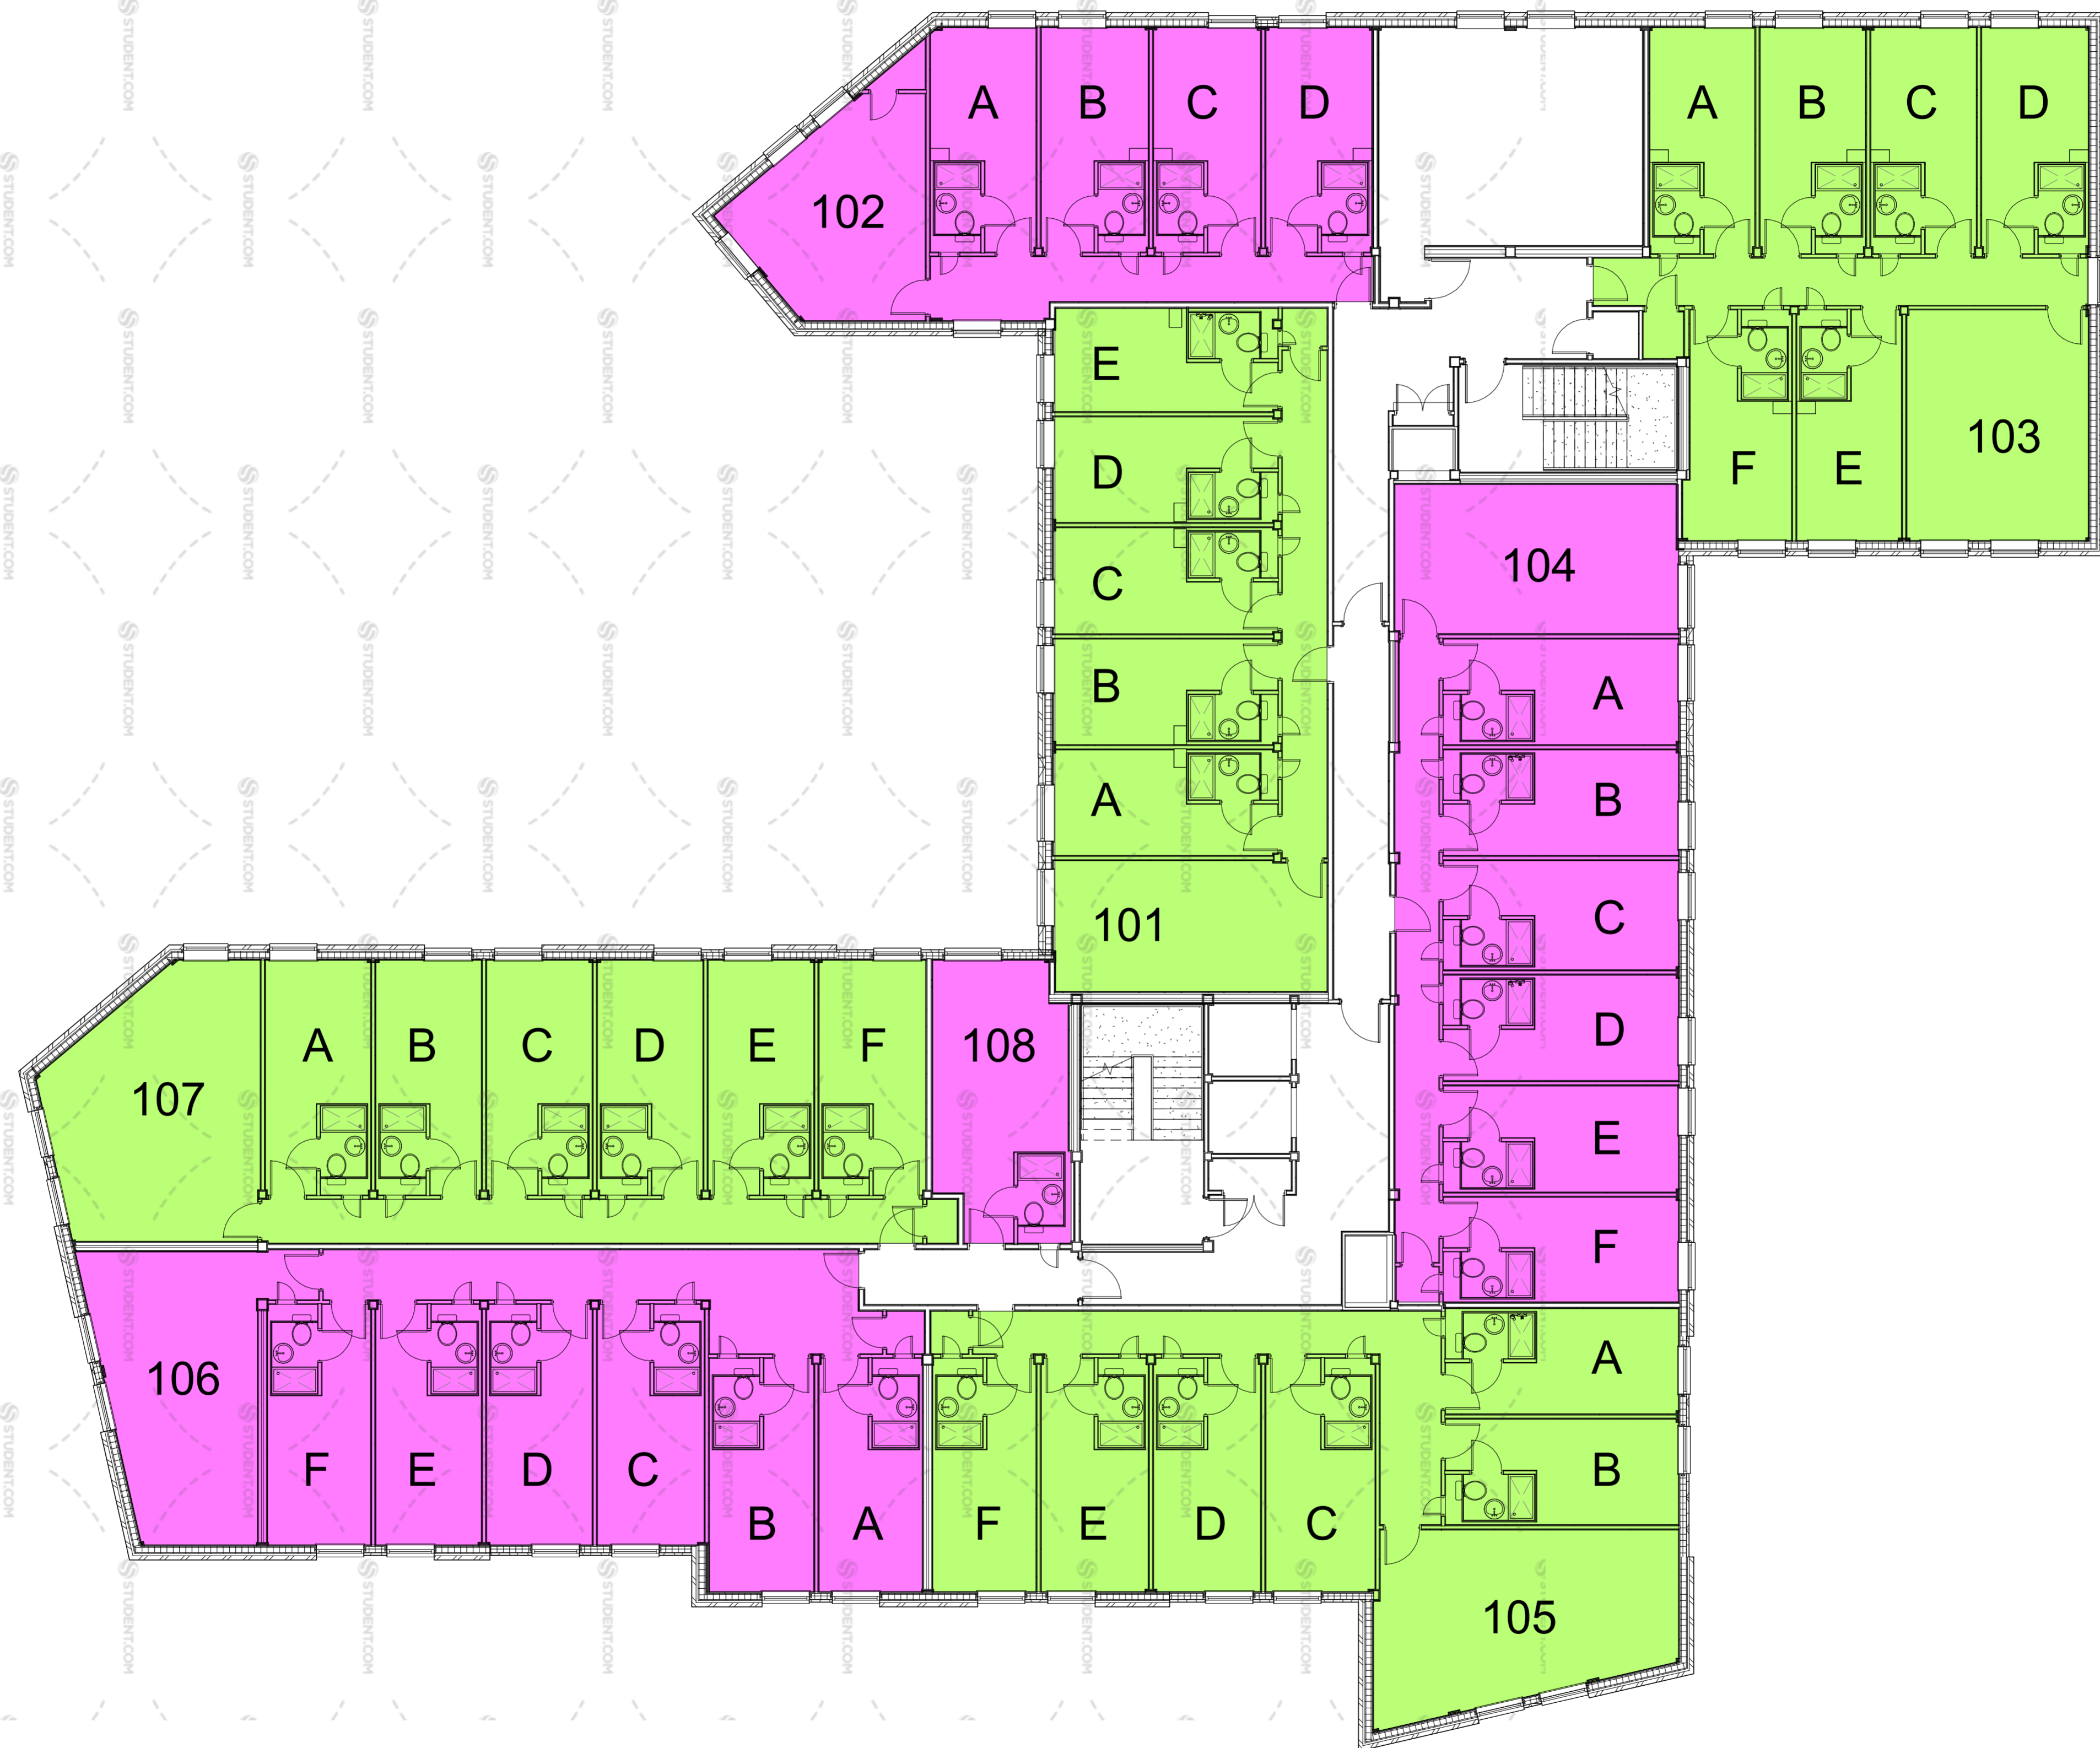 A B C D
102
A B C D
E
D
C
B
A
101
F E 103
104
A
B
C
D
E
F
107 A B C D E F 108
106 F E D C B A
F E D C
A
B
105
STUDENT.COM